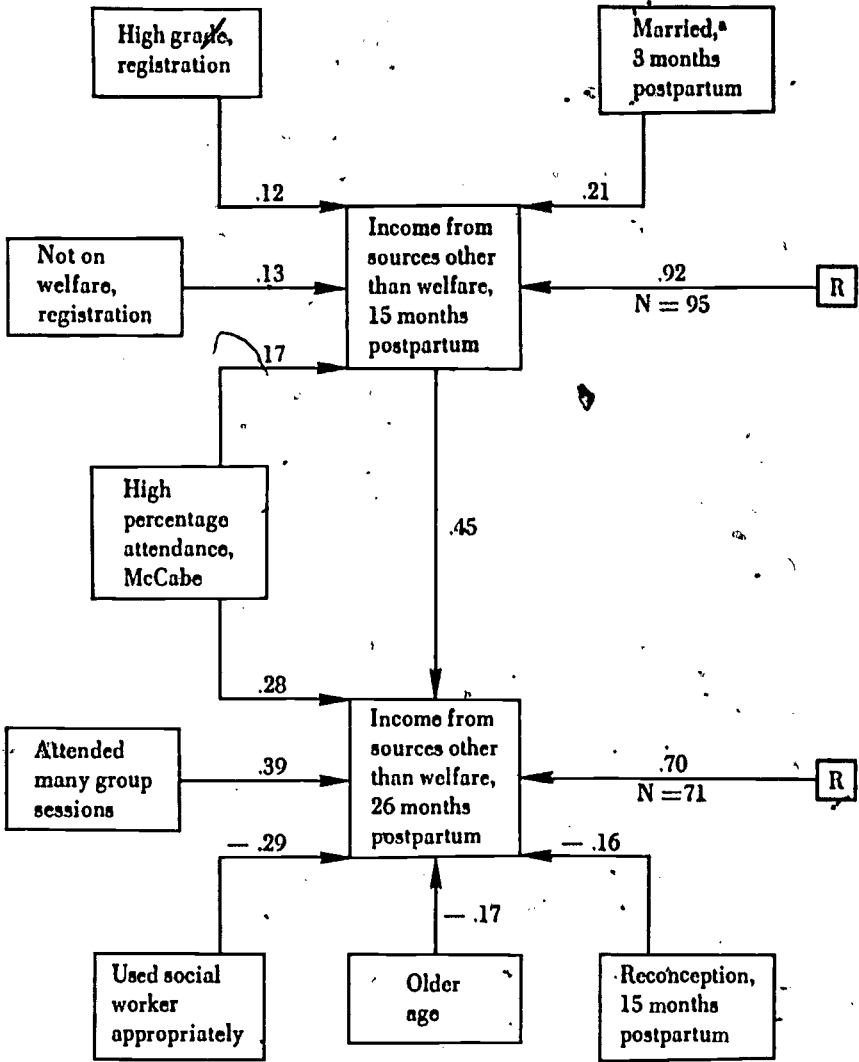 High grade,
registration
Married,ᵃ
3 months
postpartum
.12
.21
Income from
sources other
than welfare,
15 months
postpartum
Not on
welfare,
registration
.13
.92
N = 95
R
.17
High
percentage
attendance,
McCabe
.45
.28
Income from
sources other
than welfare,
26 months
postpartum
Attended
many group
sessions
.39
.70
N = 71
R
— .29
— .16
— .17
Used social
worker
appropriately
Older
age
Reconception,
15 months
postpartum